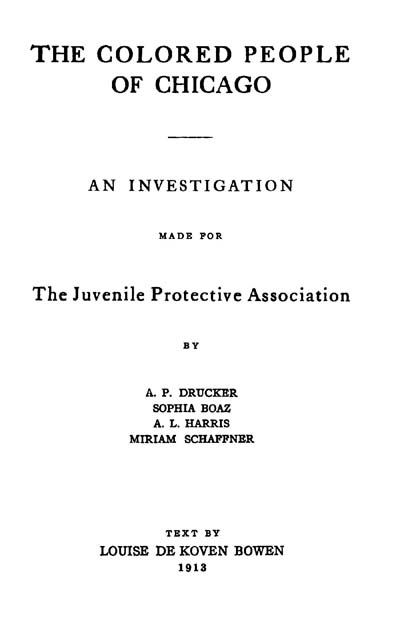 THE COLORED PEOPLE
OF CHICAGO
AN INVESTIGATION
MADE FOR
The Juvenile Protective Association
BY
A. P. DRUCKER
SOPHIA BOAZ
A. L. HARRIS
MIRIAM SCHAFFNER
TEXT BY
LOUISE DE KOVEN BOWEN
1913